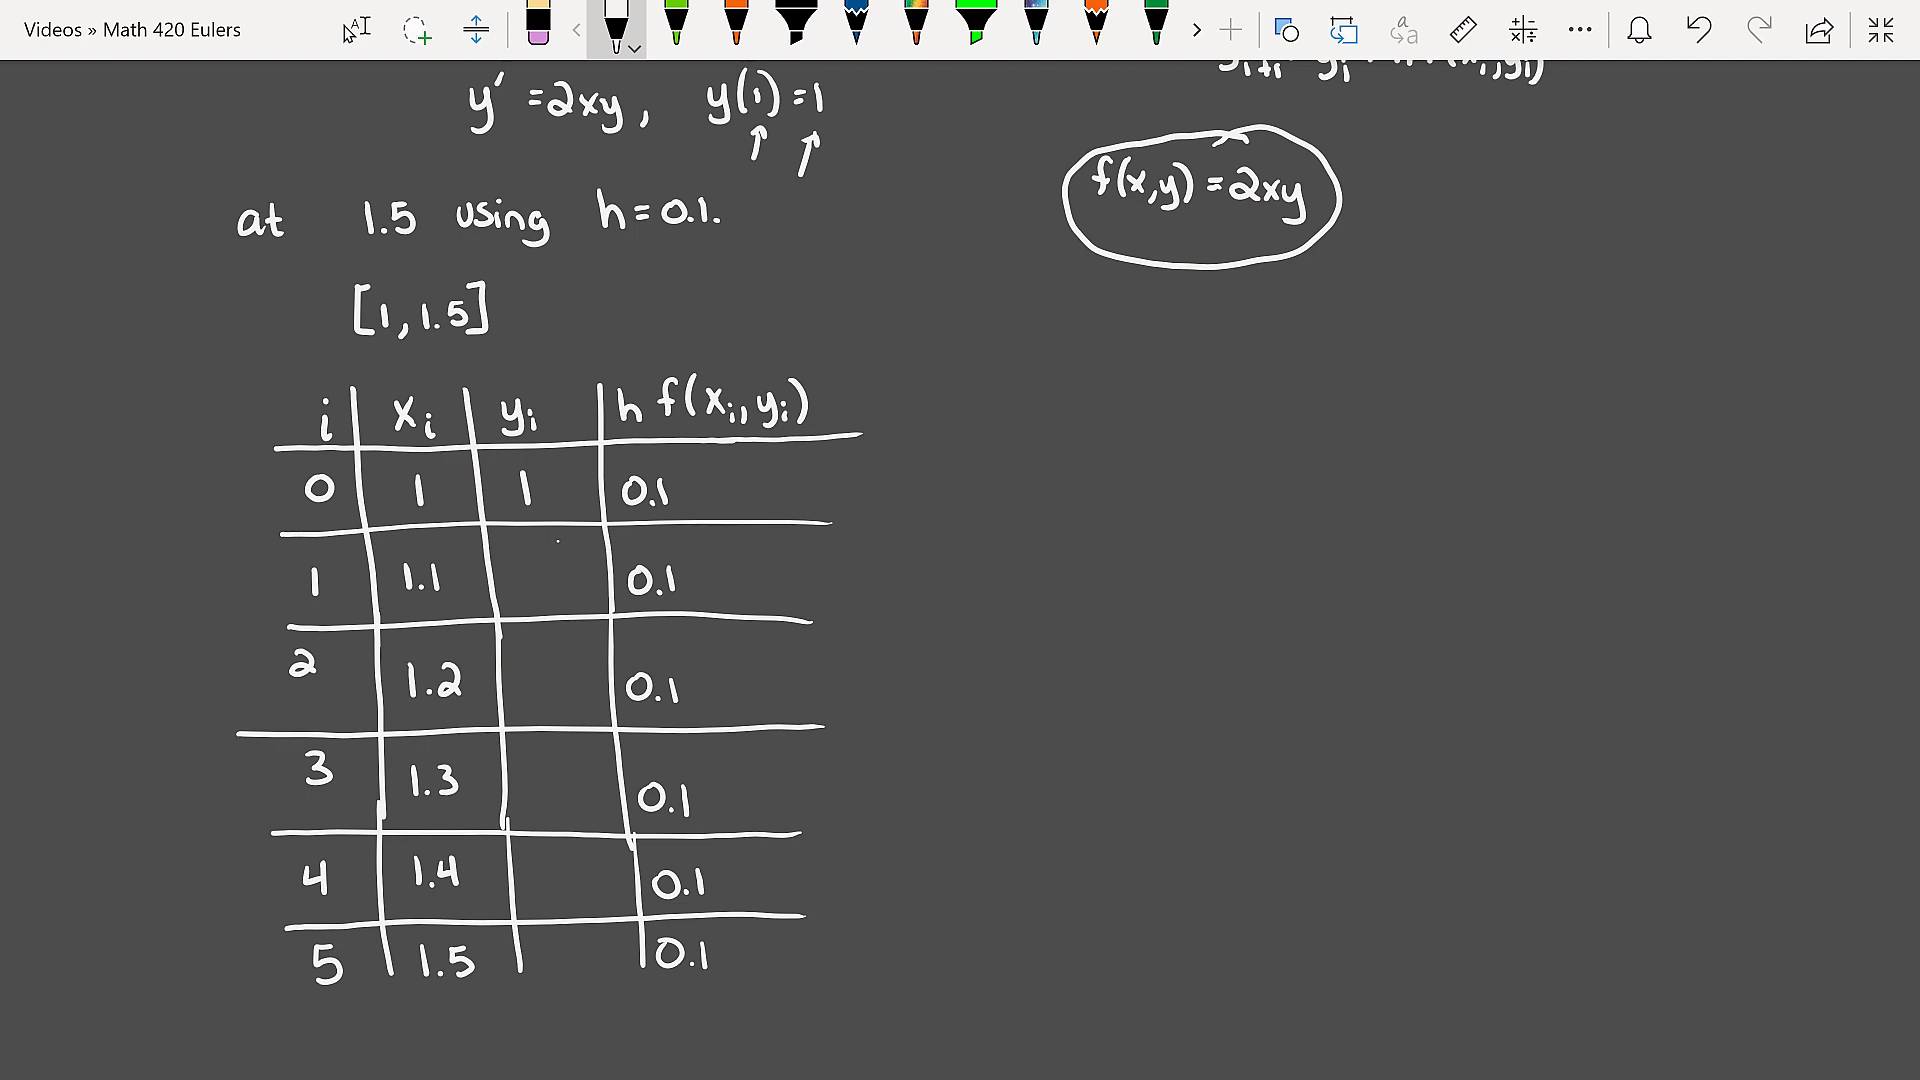 Videos » Math 420 Eulers
y' = 2xy, y(1) = 1
f(x,y) = 2xy
at 1.5 using h = 0.1.
[1, 1.5]
i xᵢ yᵢ h f(xᵢ, yᵢ)
0 1 1 0.1
1 1.1 0.1
2 1.2 0.1
3 1.3 0.1
4 1.4 0.1
5 1.5 0.1